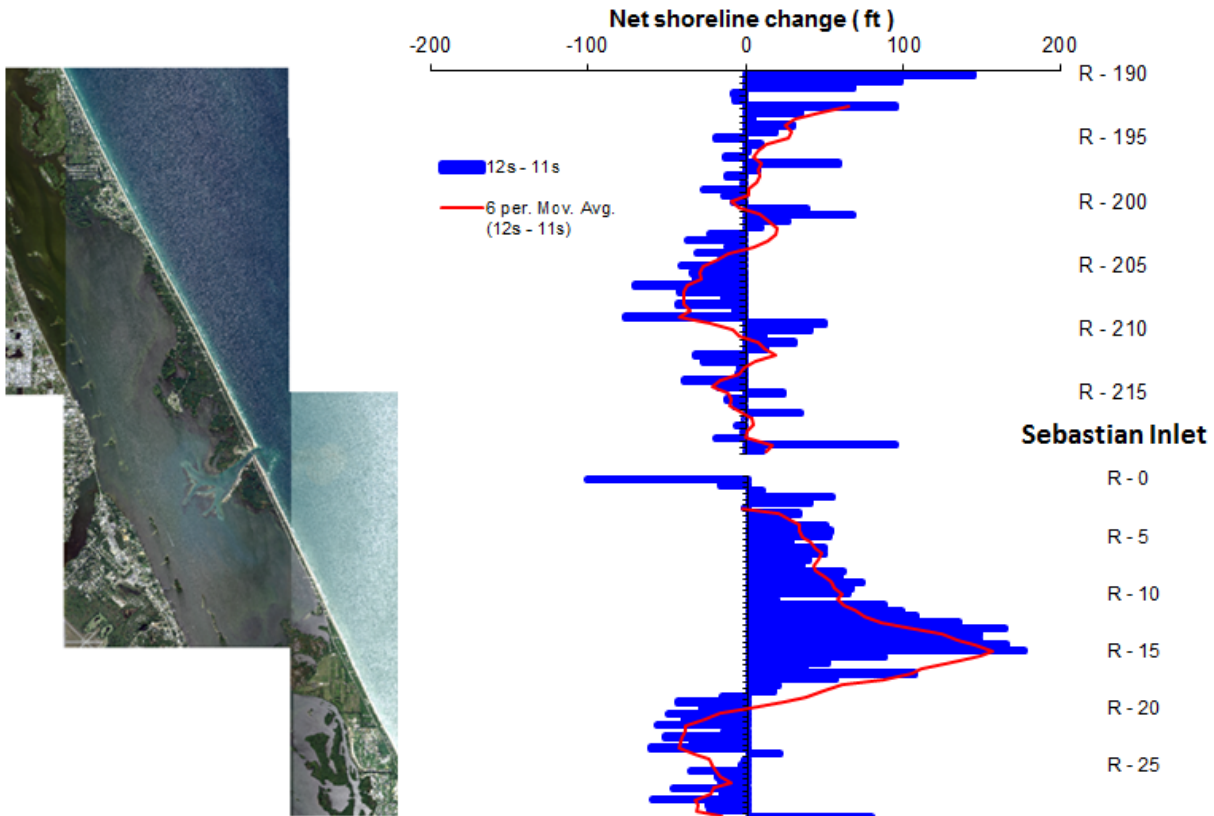 Net shoreline change ( ft )
-200 -100 0 100 200
R - 190
R - 195
12s - 11s
R - 200
6 per. Mov. Avg.
(12s - 11s)
R - 205
R - 210
R - 215
Sebastian Inlet
R - 0
R - 5
R - 10
R - 15
R - 20
R - 25